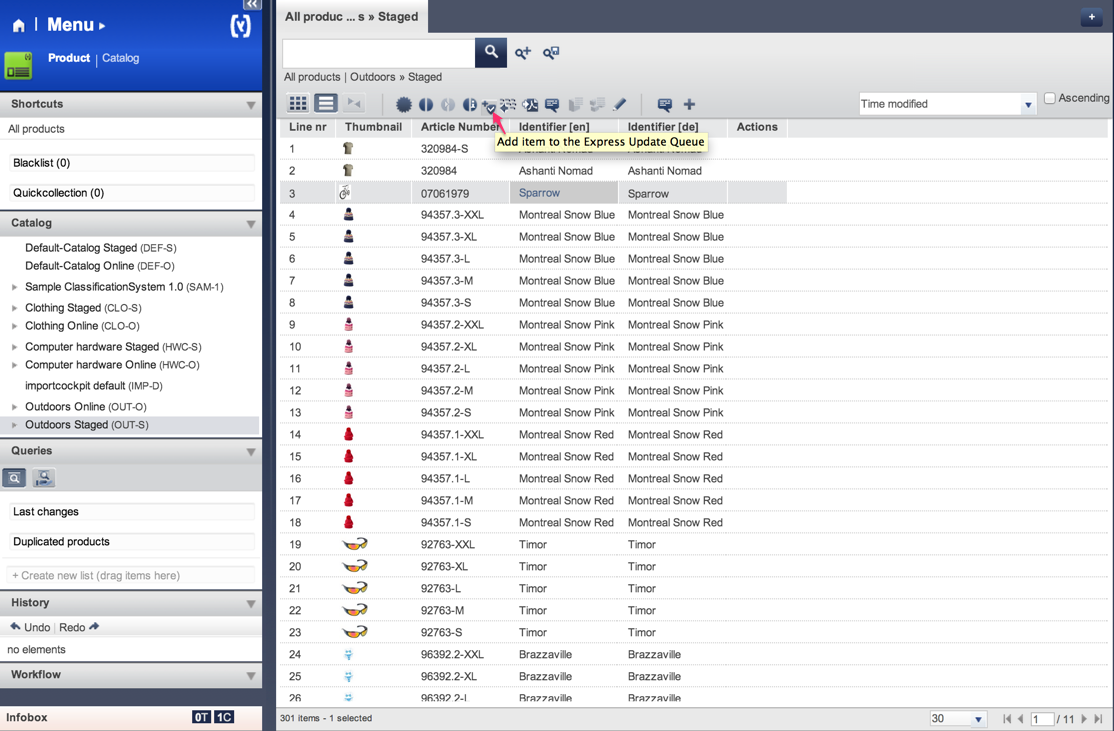 Menu
Product | Catalog
Shortcuts
All products
Blacklist (0)
Quickcollection (0)
Catalog
Default-Catalog Staged (DEF-S)
Default-Catalog Online (DEF-O)
Sample ClassificationSystem 1.0 (SAM-1)
Clothing Staged (CLO-S)
Clothing Online (CLO-O)
Computer hardware Staged (HWC-S)
Computer hardware Online (HWC-O)
importcockpit default (IMP-D)
Outdoors Online (OUT-O)
Outdoors Staged (OUT-S)
Queries
Last changes
Duplicated products
+ Create new list (drag items here)
History
Undo | Redo
no elements
Workflow
Infobox 0T 1C
All produc ... s » Staged
All products | Outdoors » Staged
Time modified Ascending
Line nr Thumbnail Article Number Identifier [en] Identifier [de] Actions
Add item to the Express Update Queue
1 320984-S
2 320984 Ashanti Nomad Ashanti Nomad
3 07061979 Sparrow Sparrow
4 94357.3-XXL Montreal Snow Blue Montreal Snow Blue
5 94357.3-XL Montreal Snow Blue Montreal Snow Blue
6 94357.3-L Montreal Snow Blue Montreal Snow Blue
7 94357.3-M Montreal Snow Blue Montreal Snow Blue
8 94357.3-S Montreal Snow Blue Montreal Snow Blue
9 94357.2-XXL Montreal Snow Pink Montreal Snow Pink
10 94357.2-XL Montreal Snow Pink Montreal Snow Pink
11 94357.2-L Montreal Snow Pink Montreal Snow Pink
12 94357.2-M Montreal Snow Pink Montreal Snow Pink
13 94357.2-S Montreal Snow Pink Montreal Snow Pink
14 94357.1-XXL Montreal Snow Red Montreal Snow Red
15 94357.1-XL Montreal Snow Red Montreal Snow Red
16 94357.1-L Montreal Snow Red Montreal Snow Red
17 94357.1-M Montreal Snow Red Montreal Snow Red
18 94357.1-S Montreal Snow Red Montreal Snow Red
19 92763-XXL Timor Timor
20 92763-XL Timor Timor
21 92763-L Timor Timor
22 92763-M Timor Timor
23 92763-S Timor Timor
24 96392.2-XXL Brazzaville Brazzaville
25 96392.2-XL Brazzaville Brazzaville
26 96392.2-L Brazzaville Brazzaville
301 items - 1 selected 30 1 / 11